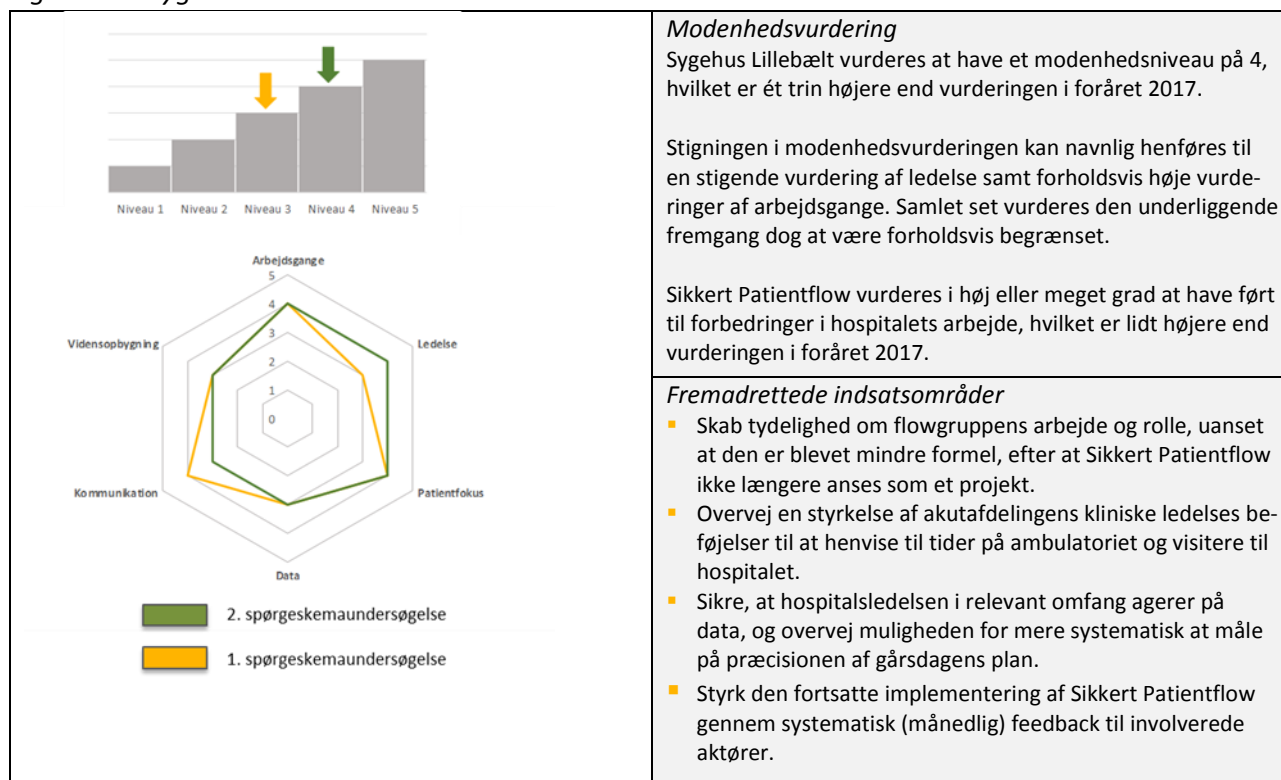 Niveau 1 Niveau 2 Niveau 3 Niveau 4 Niveau 5
Arbejdsgange
5
4
3
2
1
0
Vidensopbygning
Ledelse
Kommunikation
Patientfokus
Data
2. spørgeskemaundersøgelse
1. spørgeskemaundersøgelse
Modenhedsvurdering
Sygehus Lillebælt vurderes at have et modenhedsniveau på 4,
hvilket er ét trin højere end vurderingen i foråret 2017.
Stigningen i modenhedsvurderingen kan navnlig henføres til
en stigende vurdering af ledelse samt forholdsvis høje vurde-
ringer af arbejdsgange. Samlet set vurderes den underliggende
fremgang dog at være forholdsvis begrænset.
Sikkert Patientflow vurderes i høj eller meget grad at have ført
til forbedringer i hospitalets arbejde, hvilket er lidt højere end
vurderingen i foråret 2017.
Fremadrettede indsatsområder
▪ Skab tydelighed om flowgruppens arbejde og rolle, uanset
at den er blevet mindre formel, efter at Sikkert Patientflow
ikke længere anses som et projekt.
▪ Overvej en styrkelse af akutafdelingens kliniske ledelses be-
føjelser til at henvise til tider på ambulatoriet og visitere til
hospitalet.
▪ Sikre, at hospitalsledelsen i relevant omfang agerer på
data, og overvej muligheden for mere systematisk at måle
på præcisionen af gårsdagens plan.
▪ Styrk den fortsatte implementering af Sikkert Patientflow
gennem systematisk (månedlig) feedback til involverede
aktører.